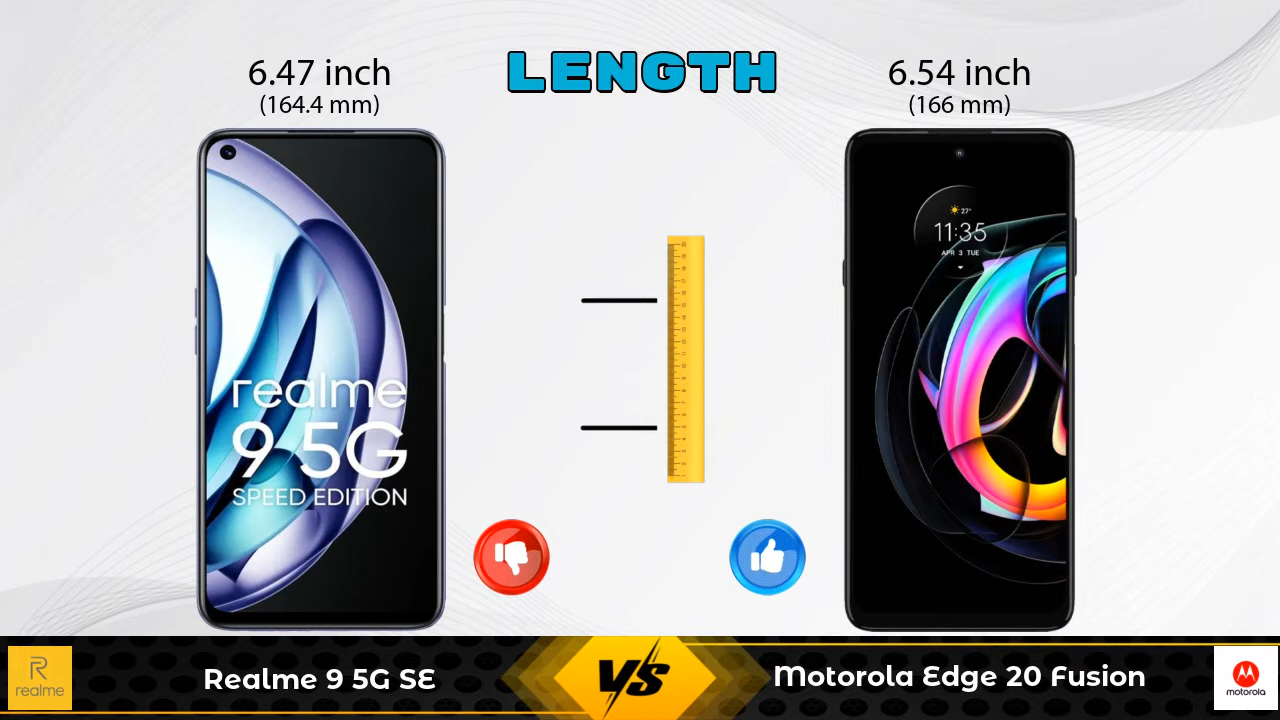 LENGTH
6.47 inch
(164.4 mm)
6.54 inch
(166 mm)
realme
9 5G
SPEED EDITION
27°
11:35
APR 3 TUE
realme
Realme 9 5G SE
VS
Motorola Edge 20 Fusion
motorola